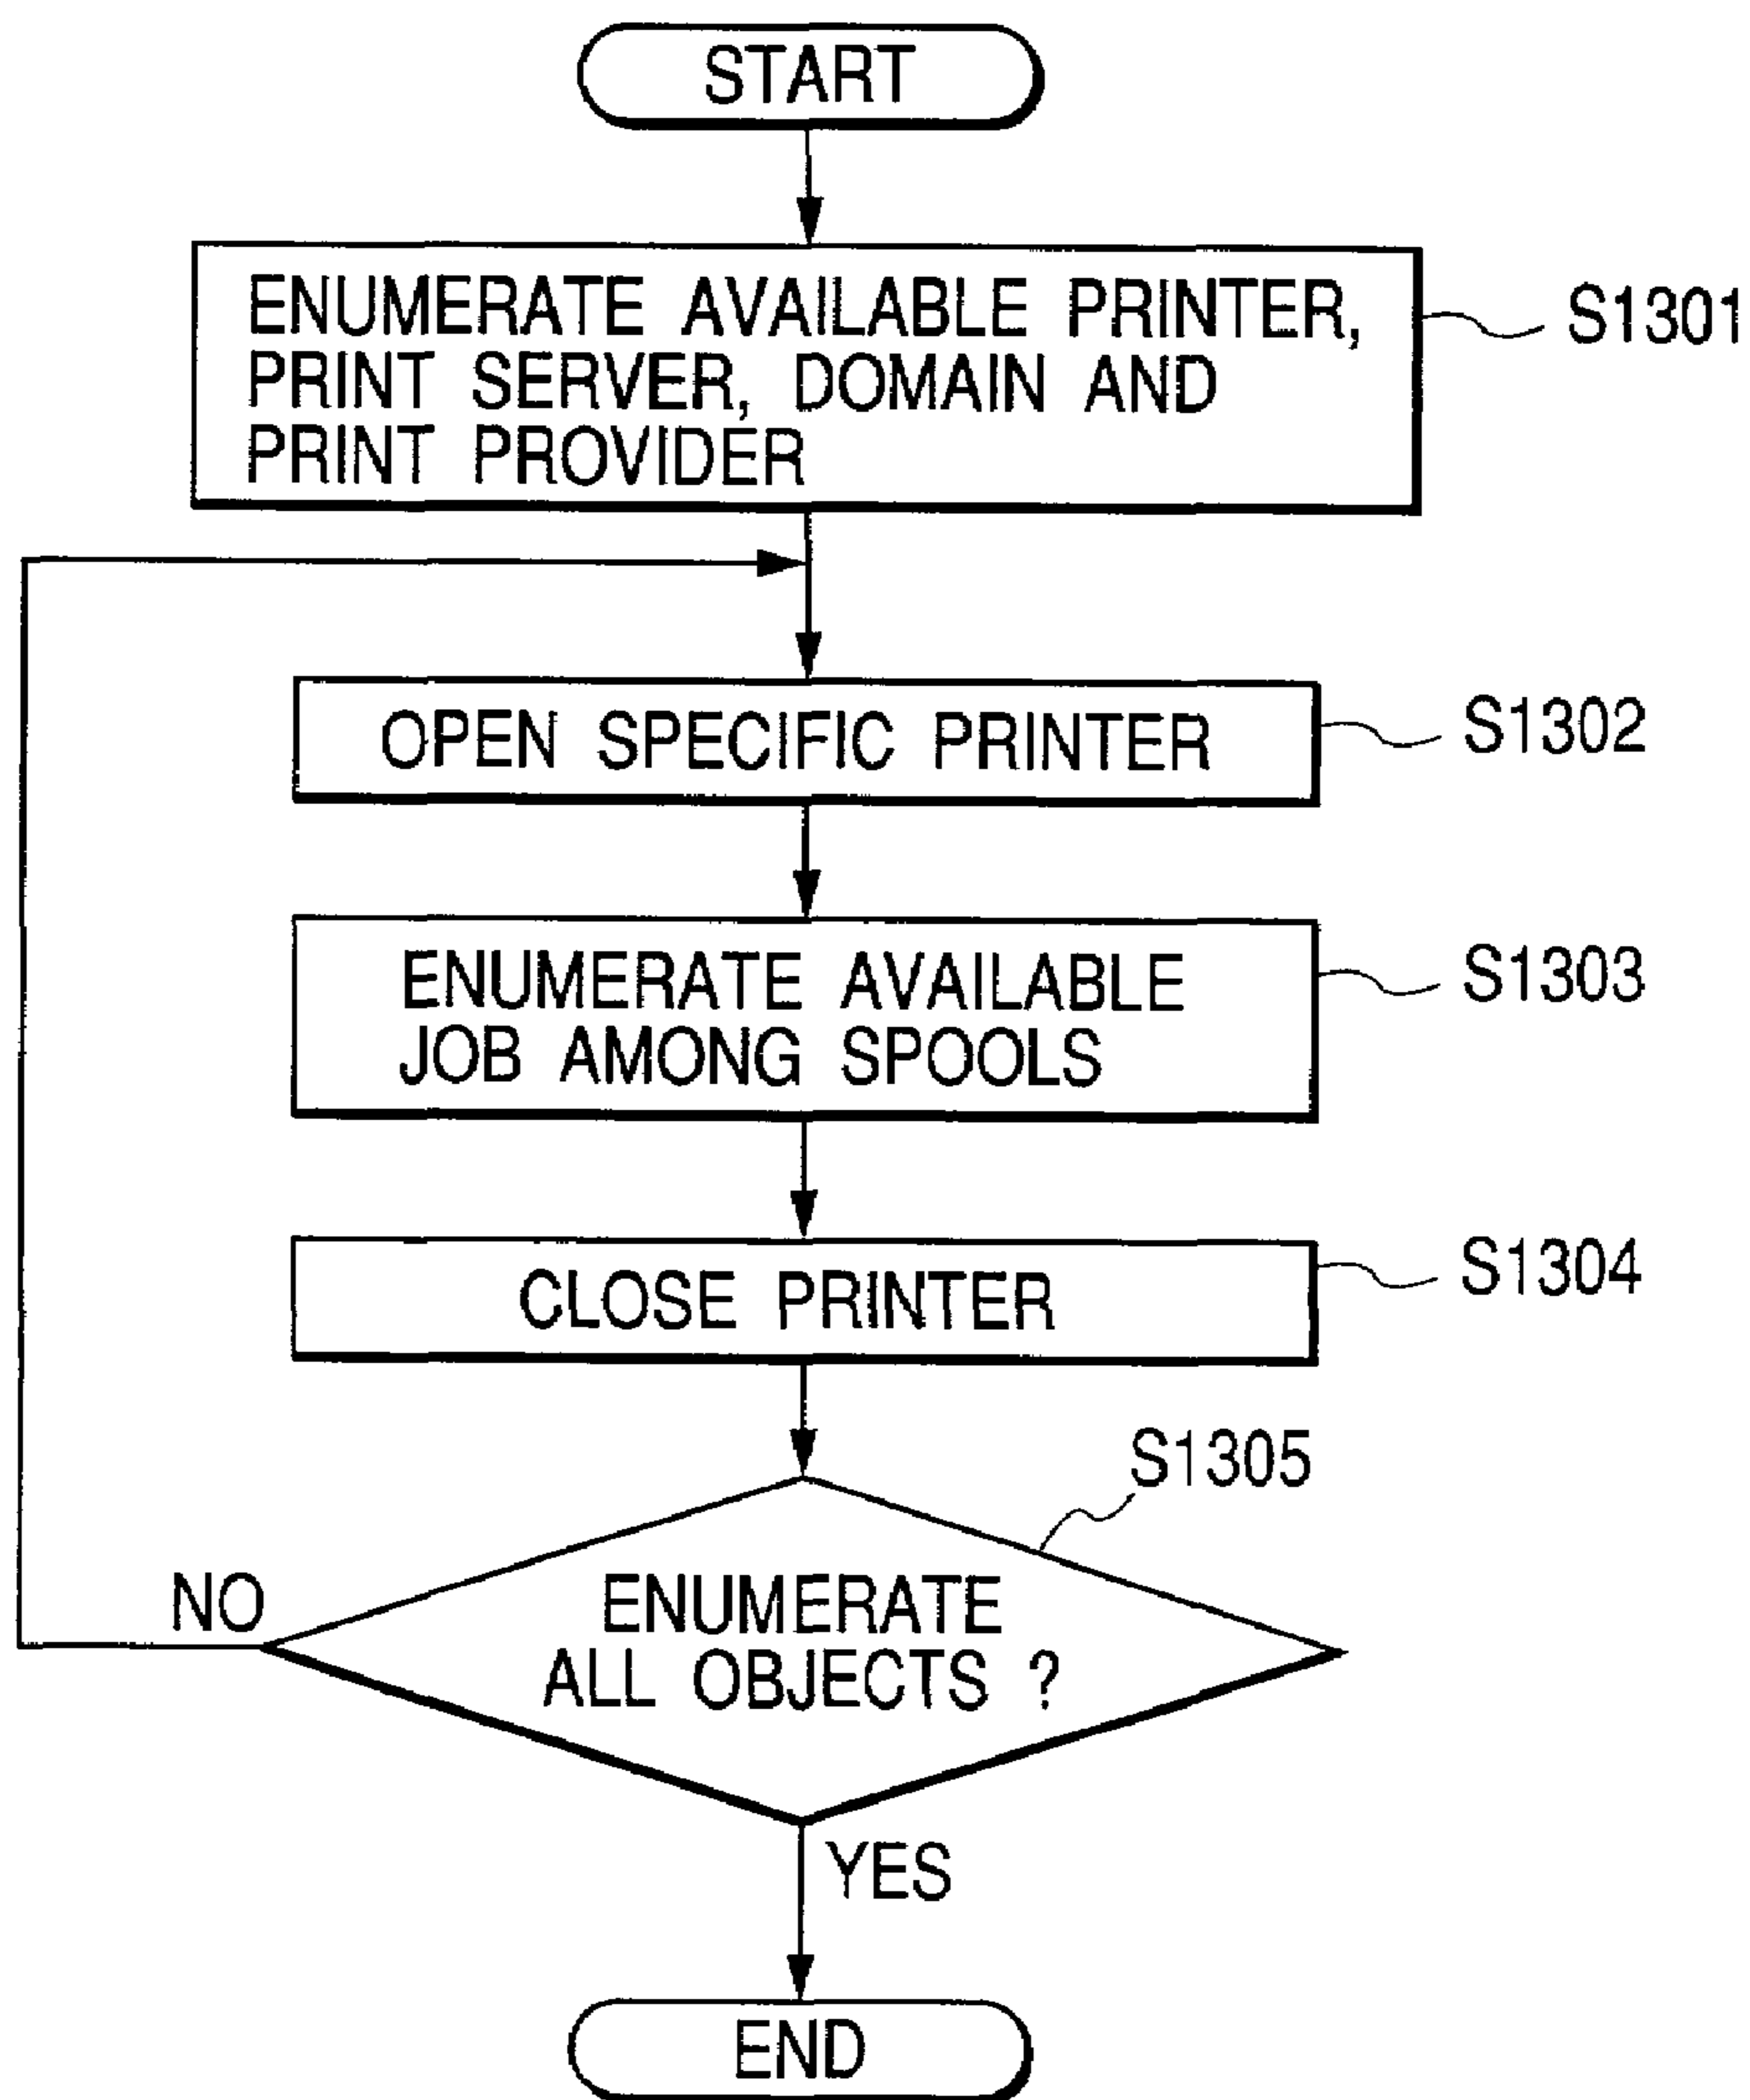 START
ENUMERATE AVAILABLE PRINTER,
PRINT SERVER, DOMAIN AND
PRINT PROVIDER
S1301
OPEN SPECIFIC PRINTER
S1302
ENUMERATE AVAILABLE
JOB AMONG SPOOLS
S1303
CLOSE PRINTER
S1304
S1305
ENUMERATE
ALL OBJECTS ?
NO
YES
END